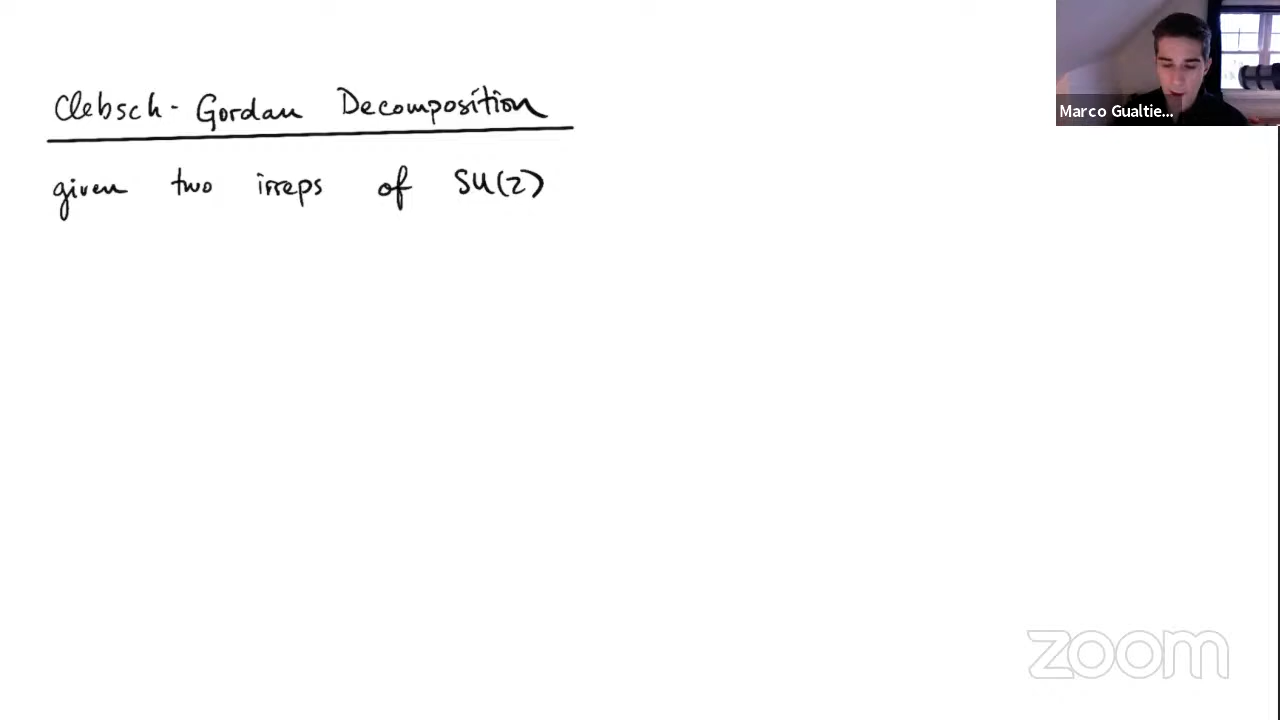 Clebsch-Gordan Decomposition
given two irreps of SU(2)
Marco Gualtie...
zoom